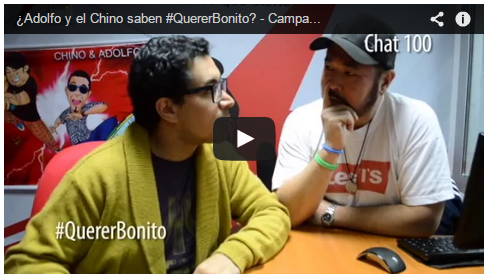 ¿Adolfo y el Chino saben #QuererBonito? - Campa...
Chat 100
CHINO & ADOLFO
Levi's
#QuererBonito